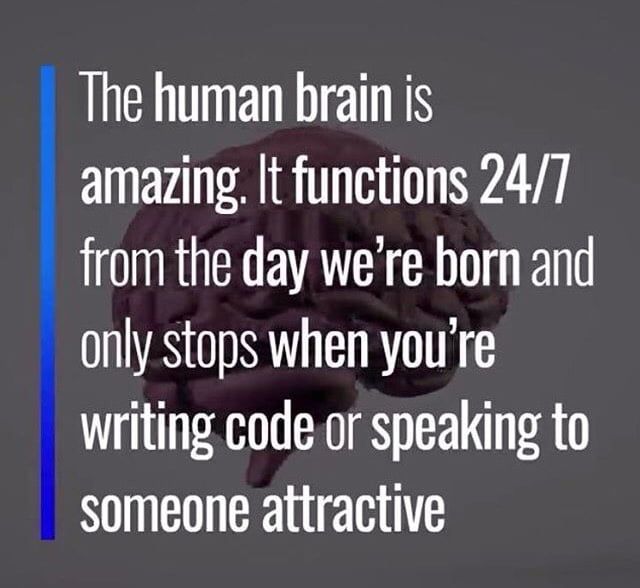 The human brain is
amazing. It functions 24/7
from the day we're born and
only stops when you're
writing code or speaking to
someone attractive